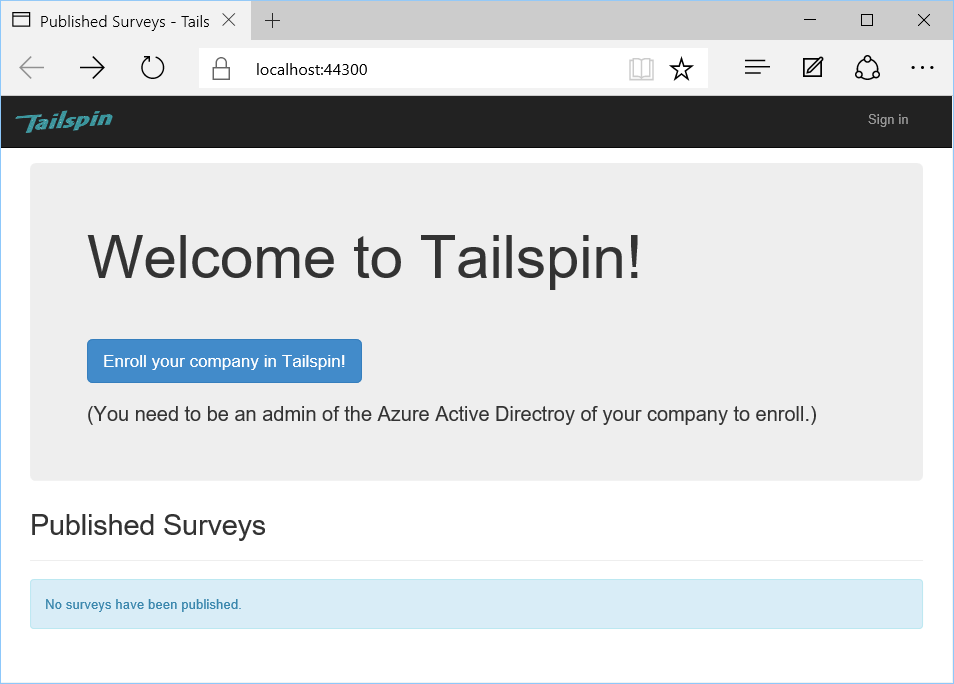 Published Surveys - Tails
localhost:44300
Tailspin
Sign in
Welcome to Tailspin!
Enroll your company in Tailspin!
(You need to be an admin of the Azure Active Directroy of your company to enroll.)
Published Surveys
No surveys have been published.